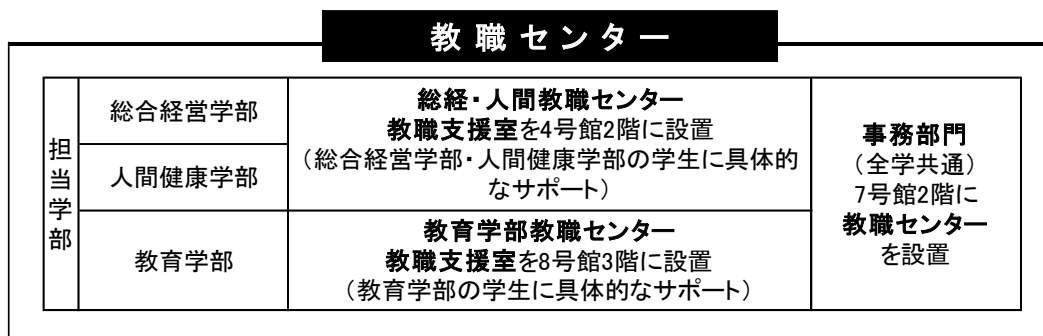 教職センター
担当学部
総合経営学部
人間健康学部
総経・人間教職センター
教職支援室を4号館2階に設置
（総合経営学部・人間健康学部の学生に具体的
なサポート）
教育学部
教育学部教職センター
教職支援室を8号館3階に設置
（教育学部の学生に具体的なサポート）
事務部門
（全学共通）
7号館2階に
教職センター
を設置